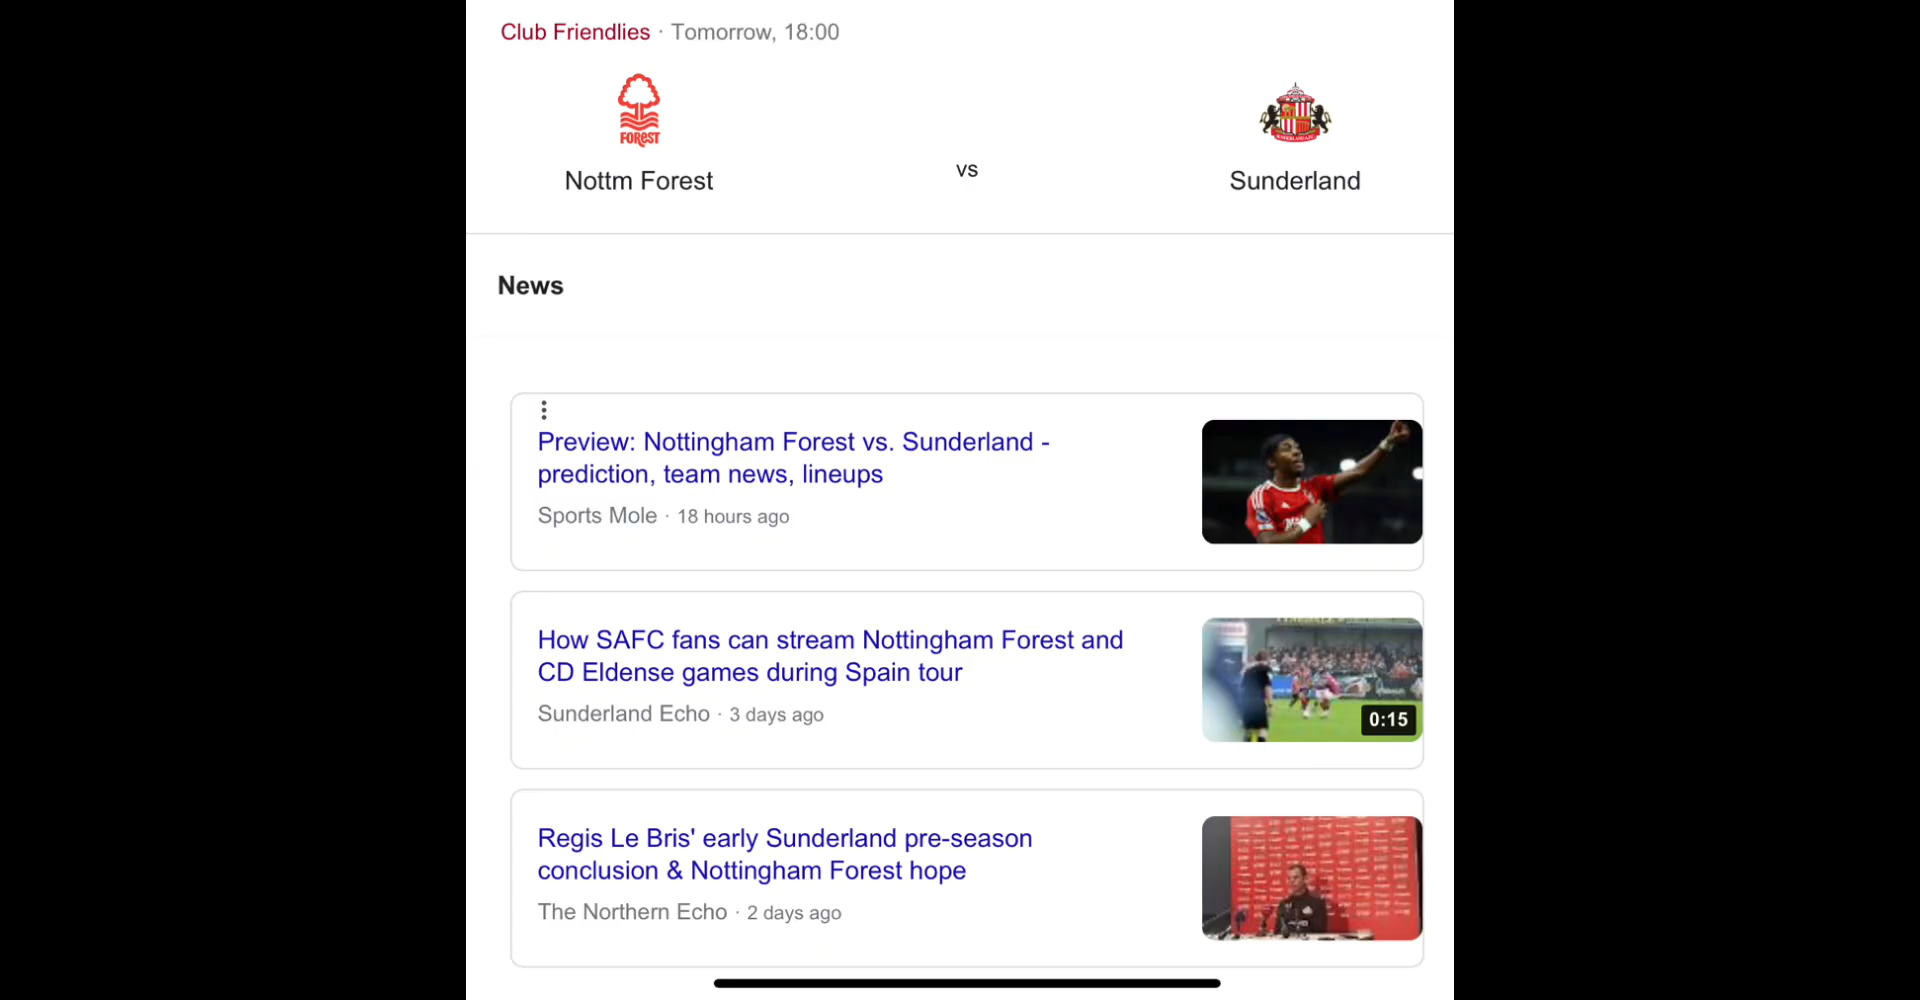 Club Friendlies · Tomorrow, 18:00
FOREST
Nottm Forest
vs
Sunderland
News
Preview: Nottingham Forest vs. Sunderland -
prediction, team news, lineups
Sports Mole · 18 hours ago
How SAFC fans can stream Nottingham Forest and
CD Eldense games during Spain tour
Sunderland Echo · 3 days ago
0:15
Regis Le Bris' early Sunderland pre-season
conclusion & Nottingham Forest hope
The Northern Echo · 2 days ago